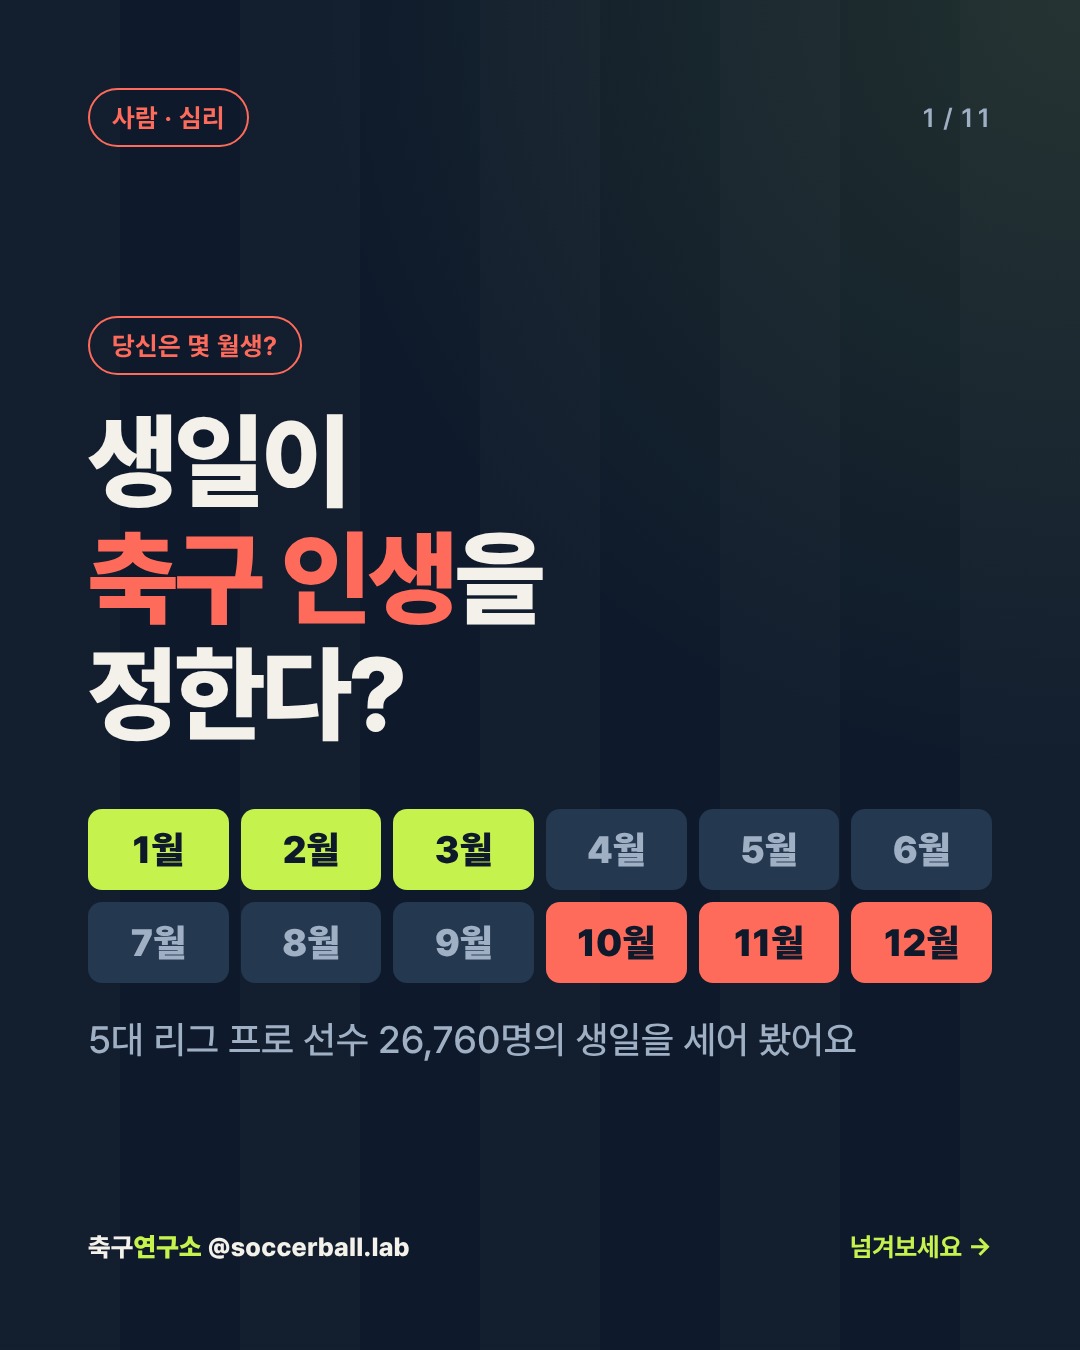 사람 · 심리
1 / 11
당신은 몇 월생?
생일이
축구 인생을
정한다?
1월 2월 3월 4월 5월 6월
7월 8월 9월 10월 11월 12월
5대 리그 프로 선수 26,760명의 생일을 세어 봤어요
축구연구소 @soccerball.lab
넘겨보세요 →